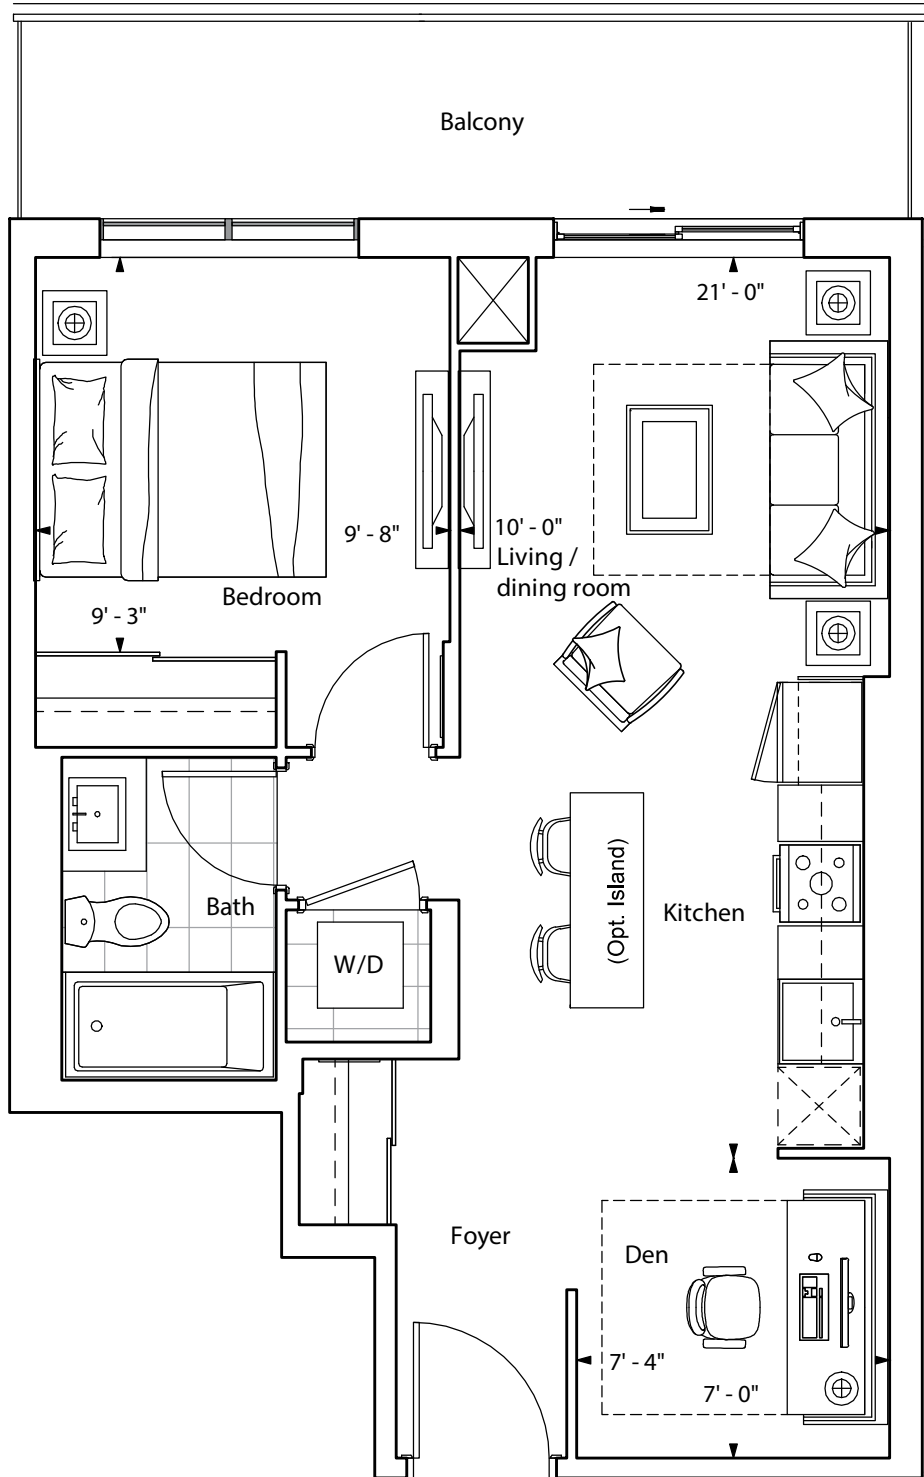 Balcony
21' - 0"
9' - 8"
10' - 0"
Living /
dining room
Bedroom
9' - 3"
(Opt. Island)
Kitchen
Bath
W/D
Foyer
Den
7' - 4"
7' - 0"